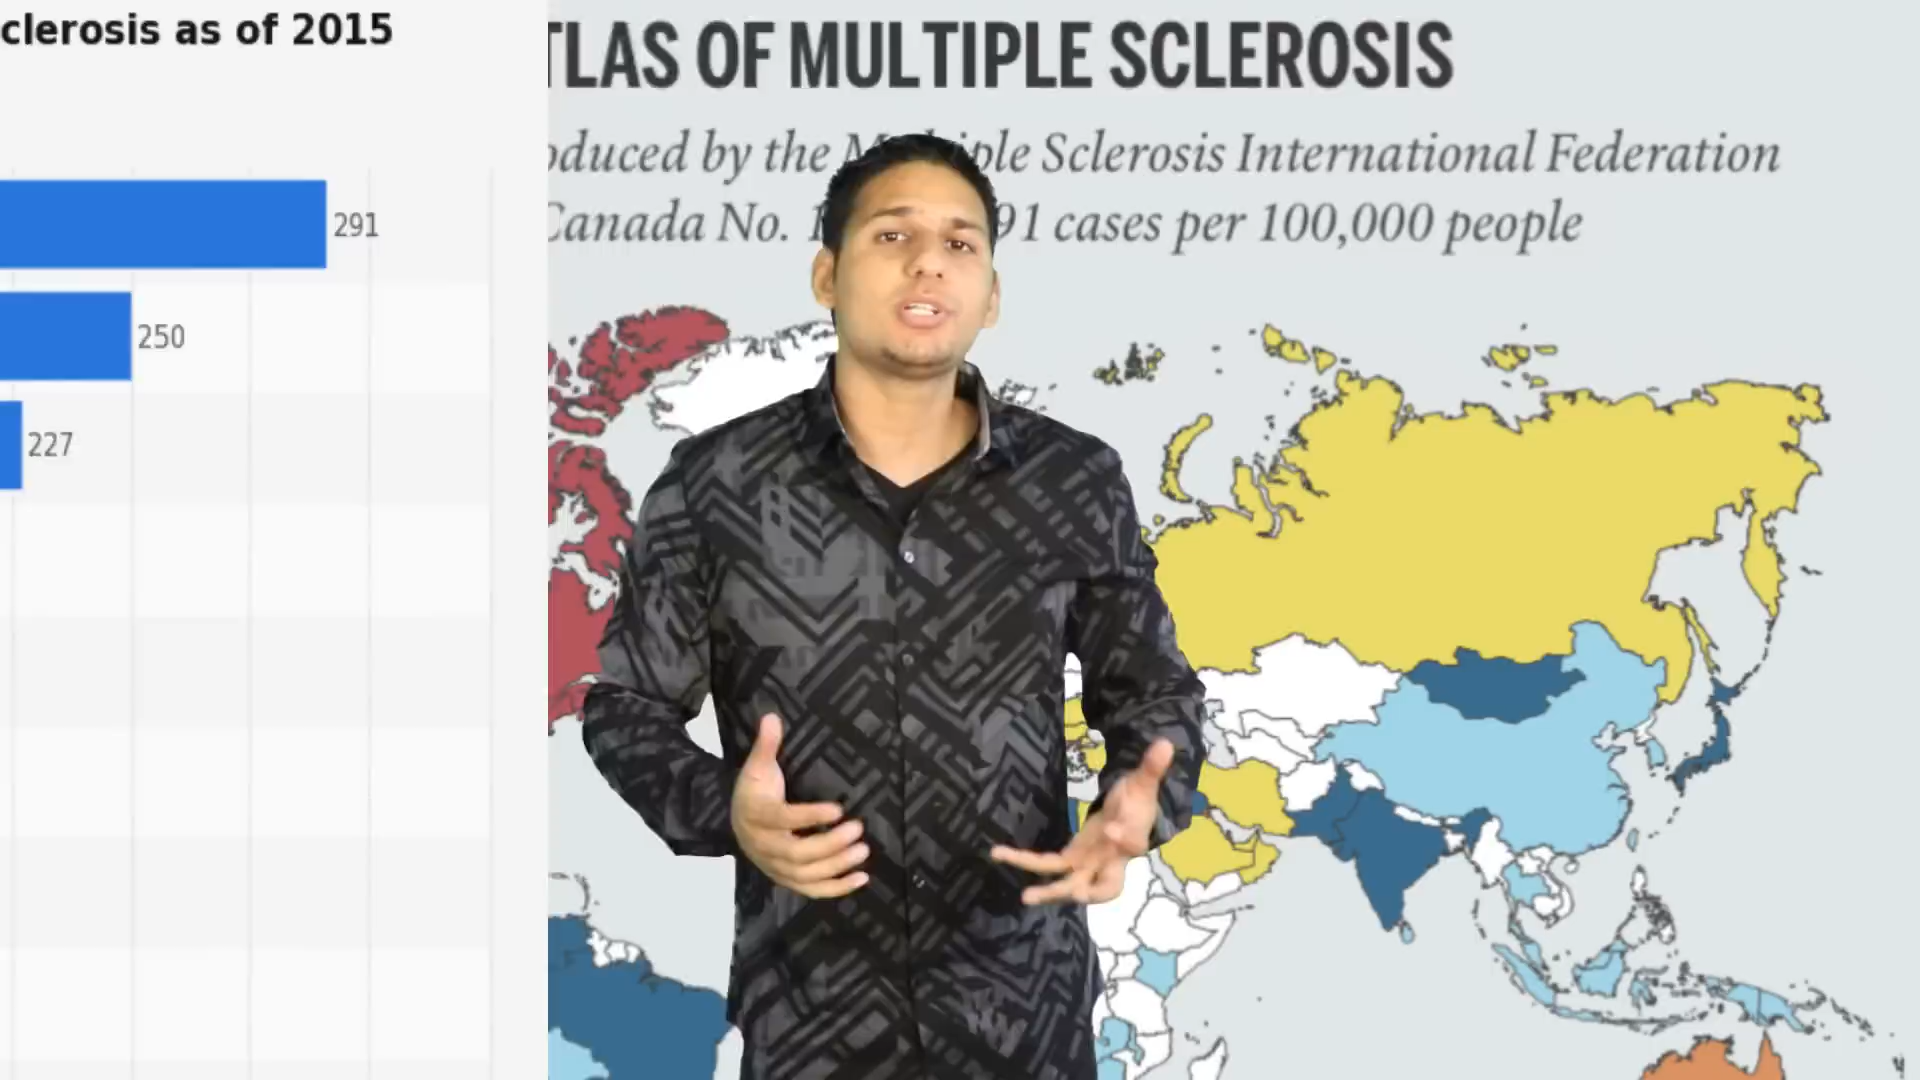 clerosis as of 2015
291
250
227
TLAS OF MULTIPLE SCLEROSIS
oduced by the Multiple Sclerosis International Federation
Canada No. 91 cases per 100,000 people